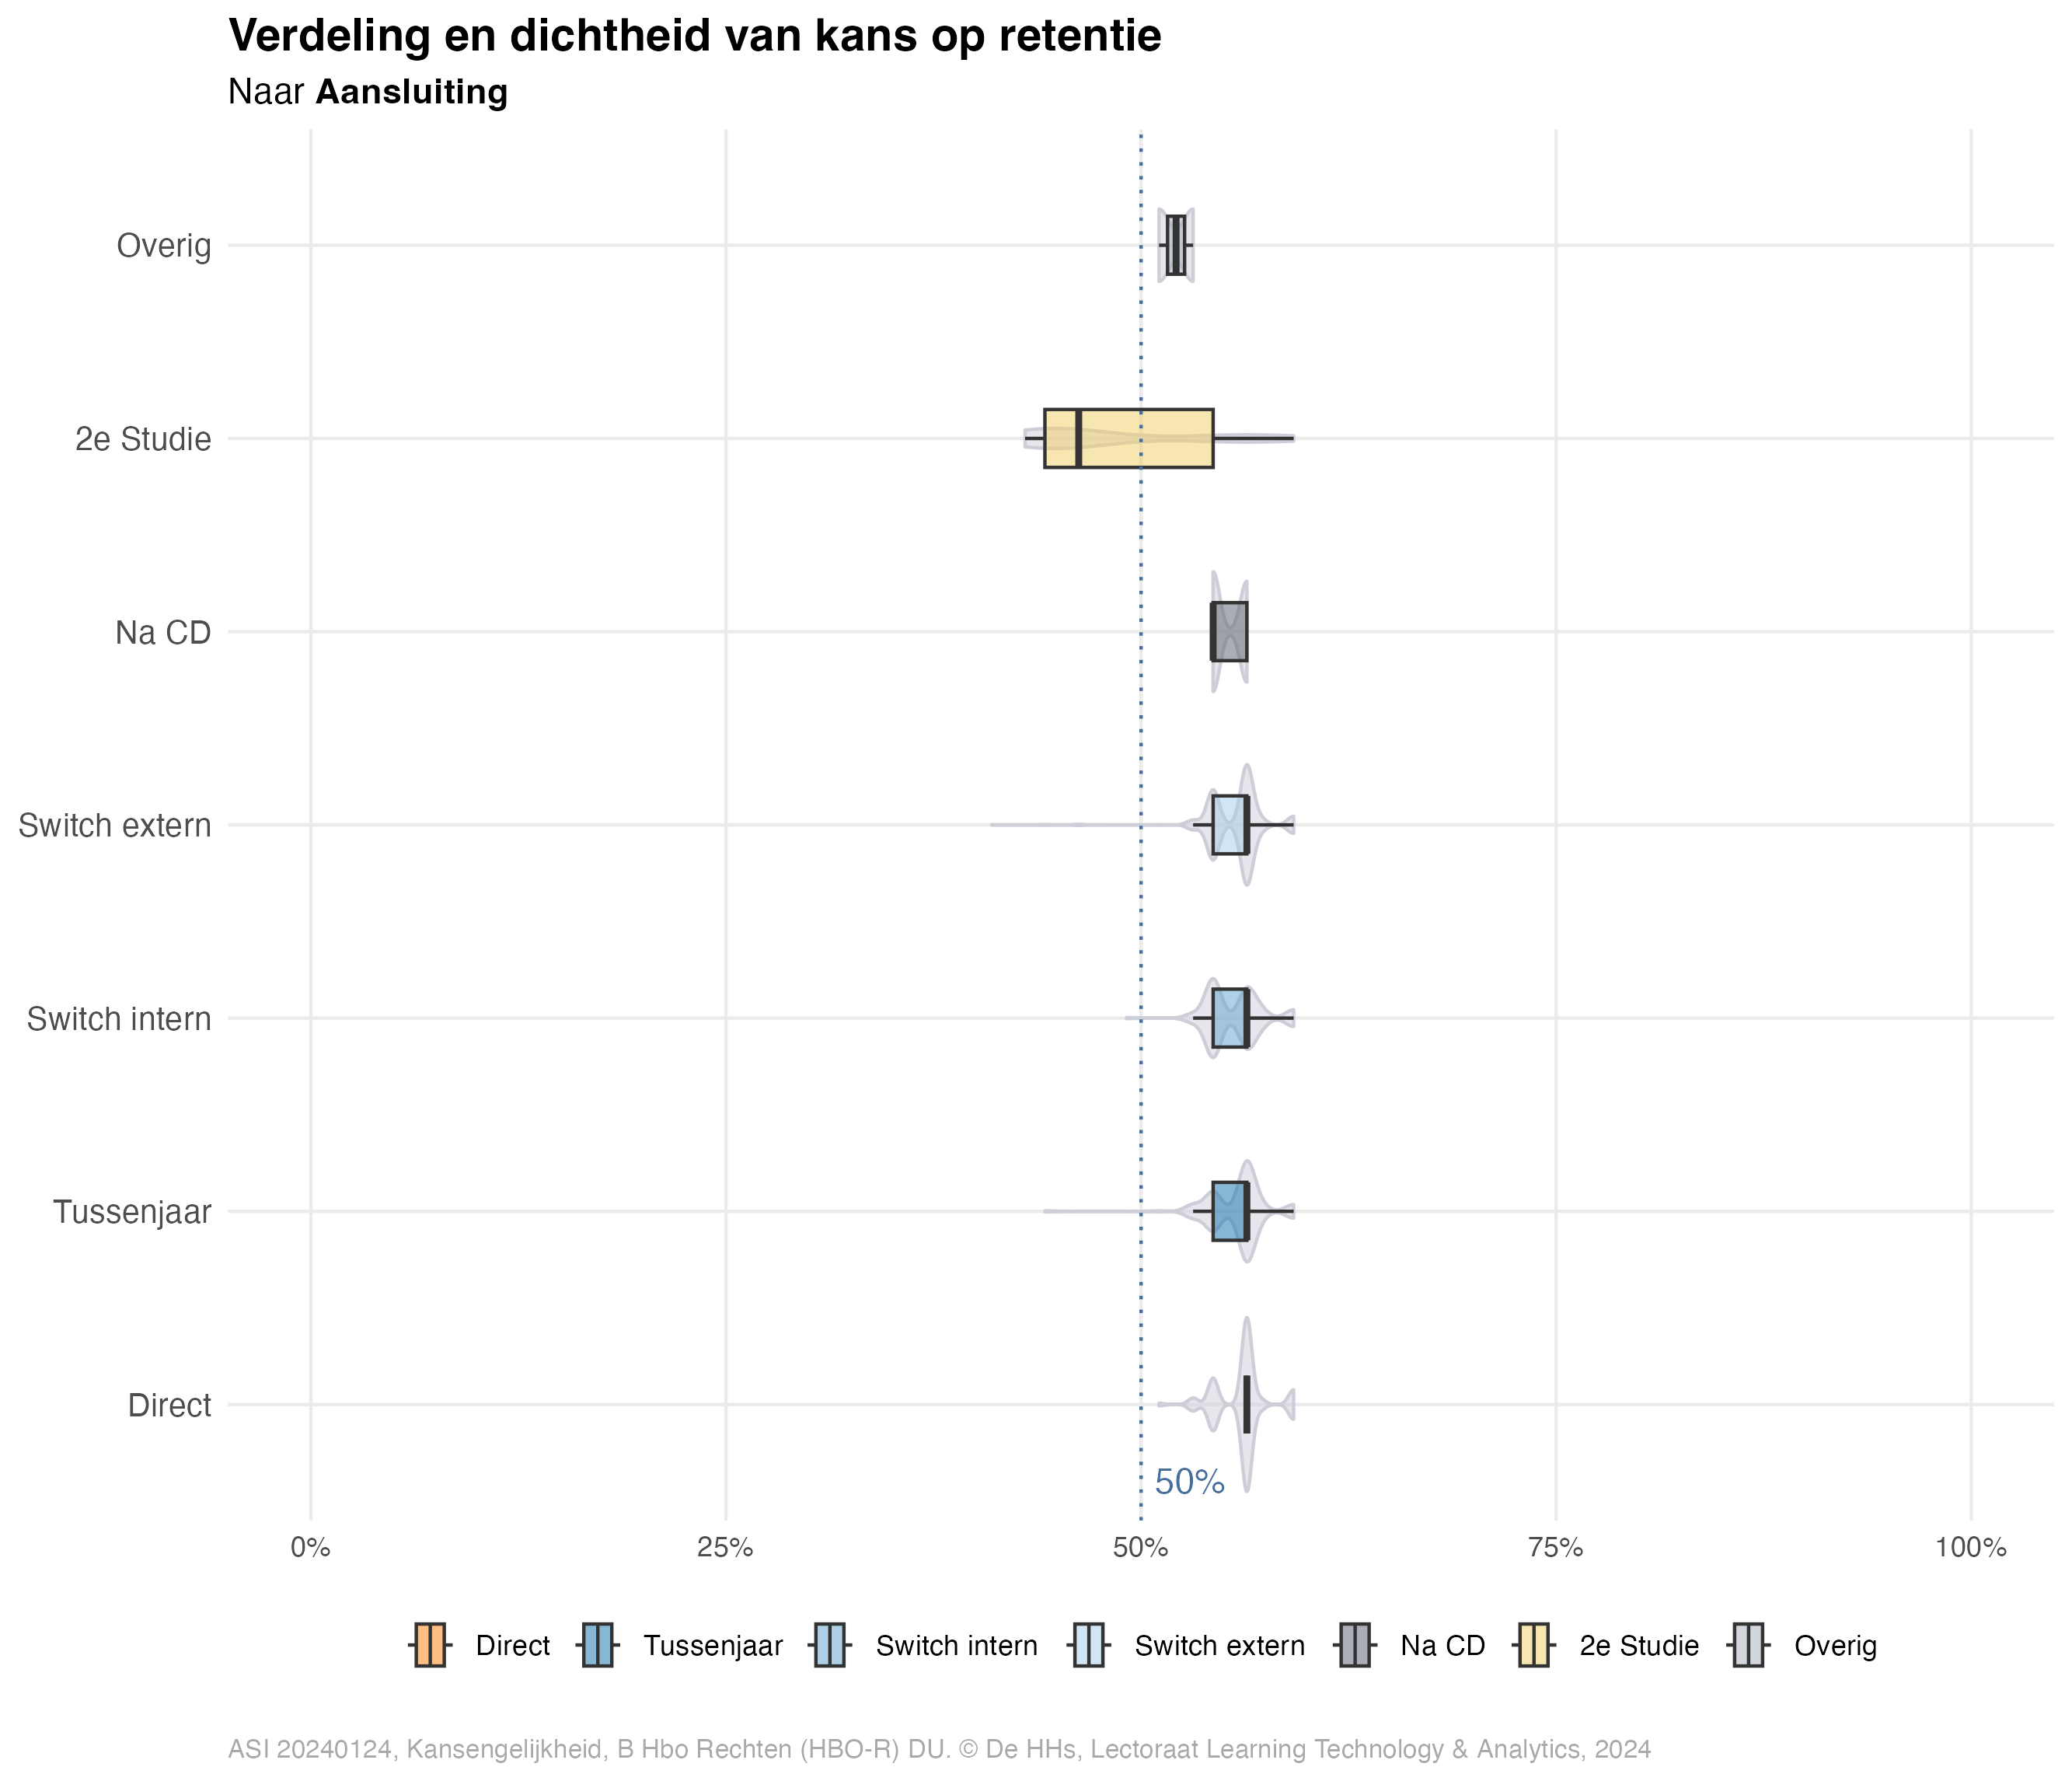 Verdeling en dichtheid van kans op retentie
Naar Aansluiting
Overig
2e Studie
Na CD
Switch extern
Switch intern
Tussenjaar
Direct
50%
0% 25% 50% 75% 100%
Direct Tussenjaar Switch intern Switch extern Na CD 2e Studie Overig
ASI 20240124, Kansengelijkheid, B Hbo Rechten (HBO-R) DU. © De HHs, Lectoraat Learning Technology & Analytics, 2024